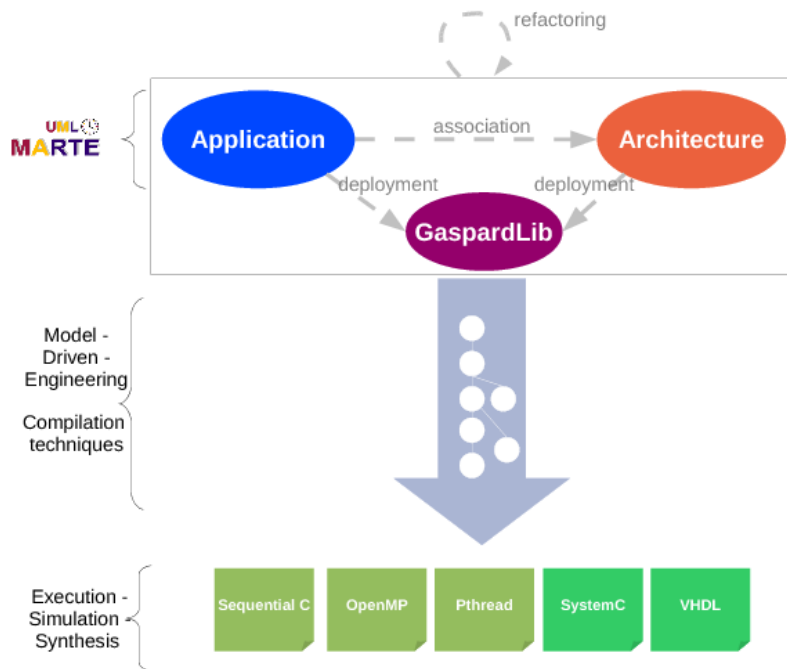 refactoring
UML
MARTE
Application
association
Architecture
deployment
deployment
GaspardLib
Model -
Driven -
Engineering
Compilation
techniques
Execution -
Simulation -
Synthesis
Sequential C
OpenMP
Pthread
SystemC
VHDL